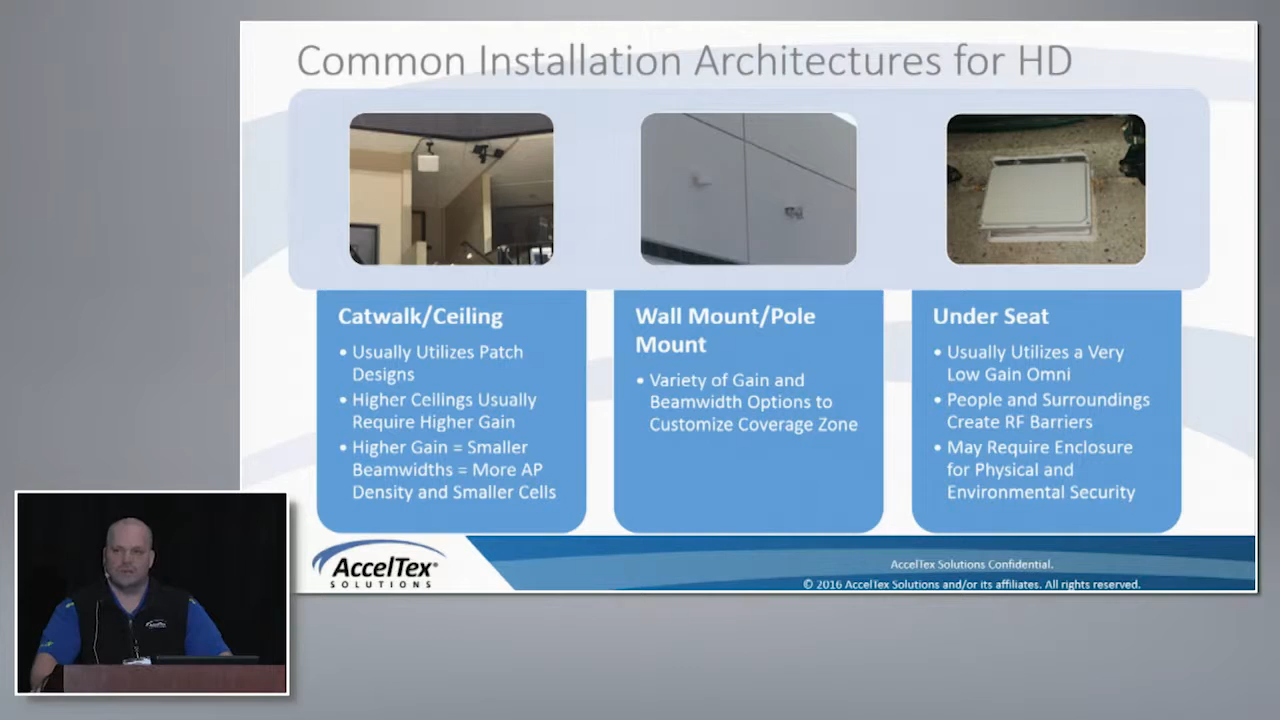 Common Installation Architectures for HD
Catwalk/Ceiling
• Usually Utilizes Patch
Designs
• Higher Ceilings Usually
Require Higher Gain
• Higher Gain = Smaller
Beamwidths = More AP
Density and Smaller Cells
Wall Mount/Pole
Mount
• Variety of Gain and
Beamwidth Options to
Customize Coverage Zone
Under Seat
• Usually Utilizes a Very
Low Gain Omni
• People and Surroundings
Create RF Barriers
• May Require Enclosure
for Physical and
Environmental Security
AccelTex®
SOLUTIONS
AccelTex Solutions Confidential.
© 2016 AccelTex Solutions and/or its affiliates. All rights reserved.
AccelTex